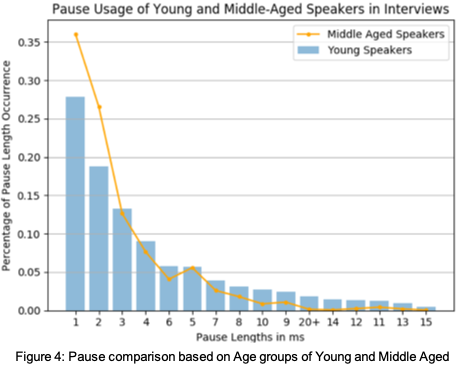 Pause Usage of Young and Middle-Aged Speakers in Interviews
Middle Aged Speakers
Young Speakers
Percentage of Pause Length Occurrence
0.35
0.30
0.25
0.20
0.15
0.10
0.05
0.00
1 2 3 4 6 5 7 8 10 9 20+ 14 12 11 13 15
Pause Lengths in ms
Figure 4: Pause comparison based on Age groups of Young and Middle Aged